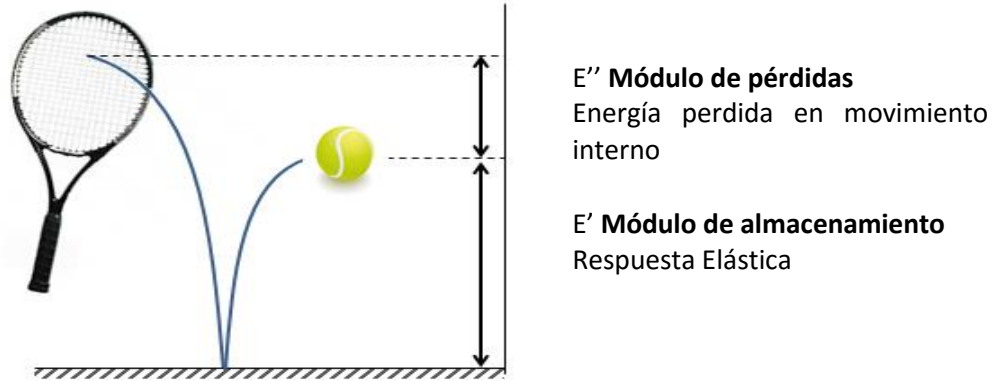 E’’ Módulo de pérdidas
Energía perdida en movimiento
interno
E’ Módulo de almacenamiento
Respuesta Elástica